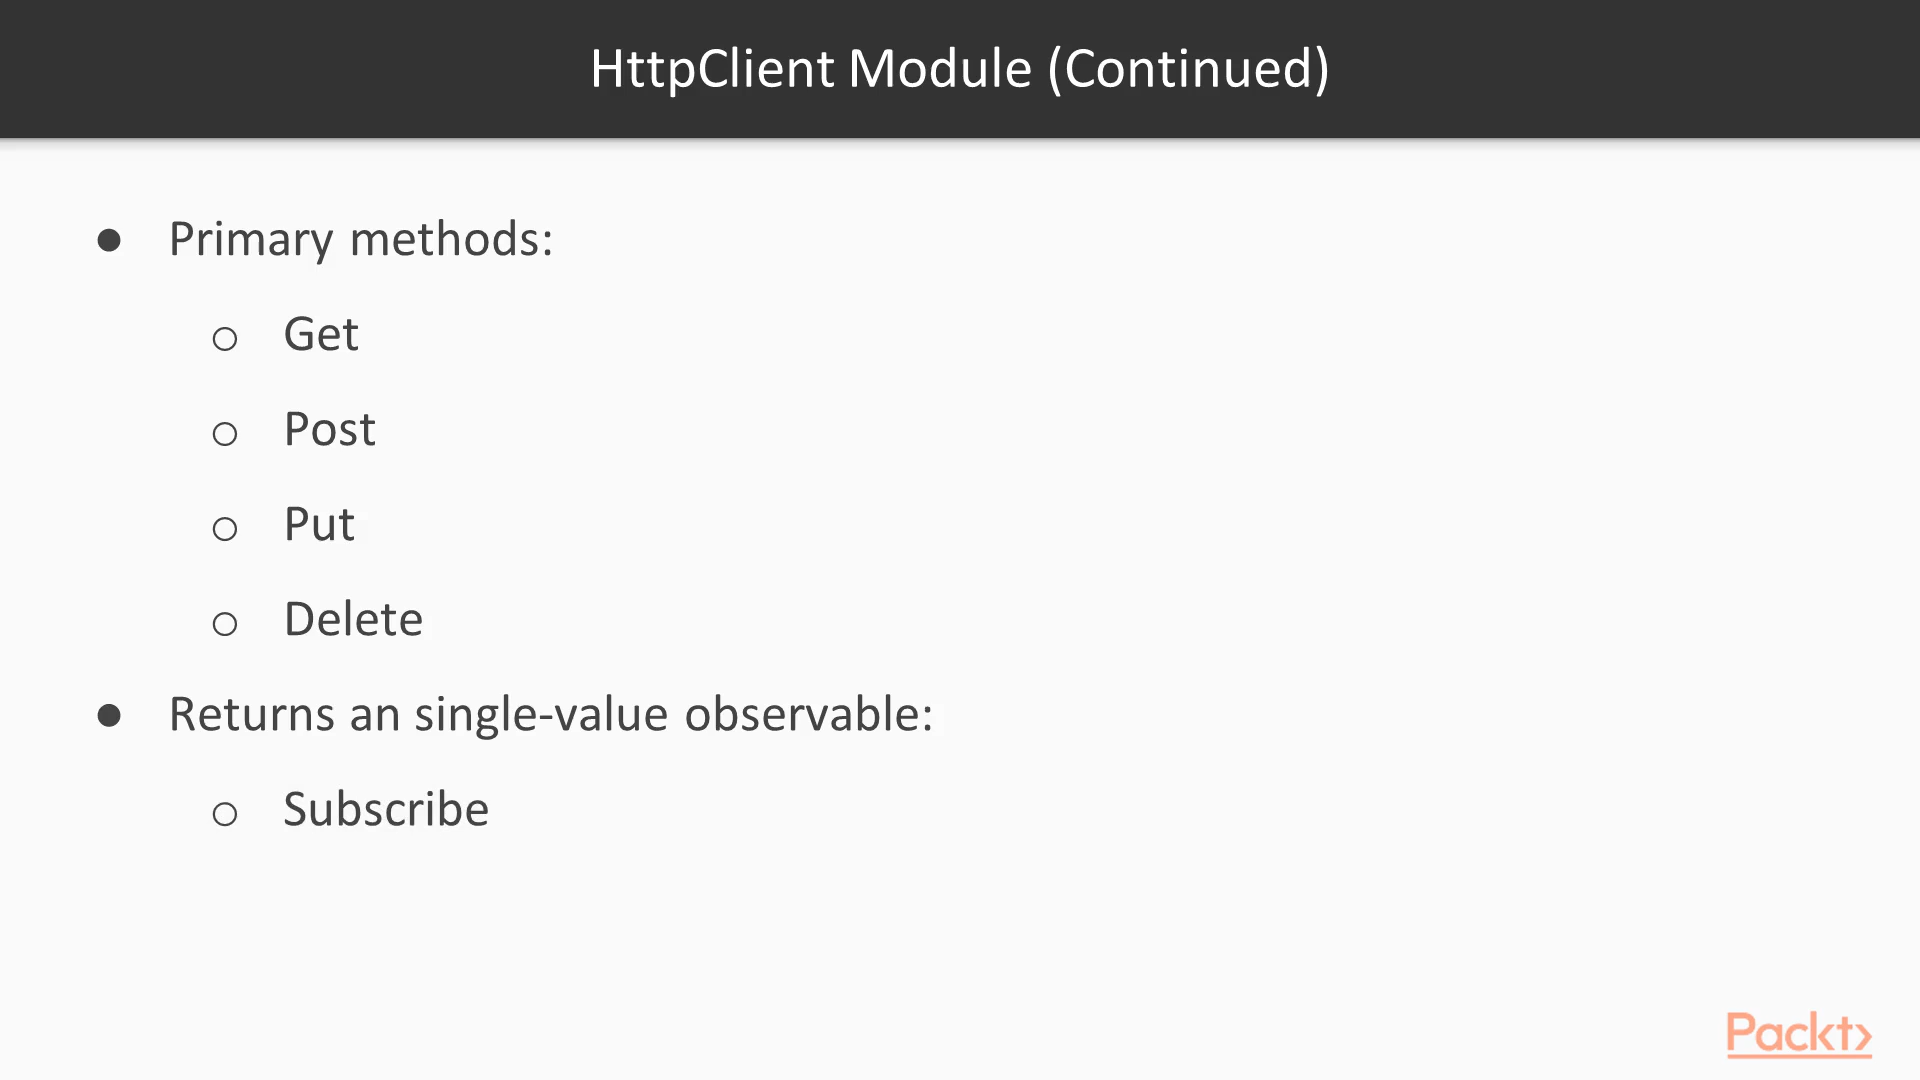 HttpClient Module (Continued)
● Primary methods:
○ Get
○ Post
○ Put
○ Delete
● Returns an single-value observable:
○ Subscribe
Packt>